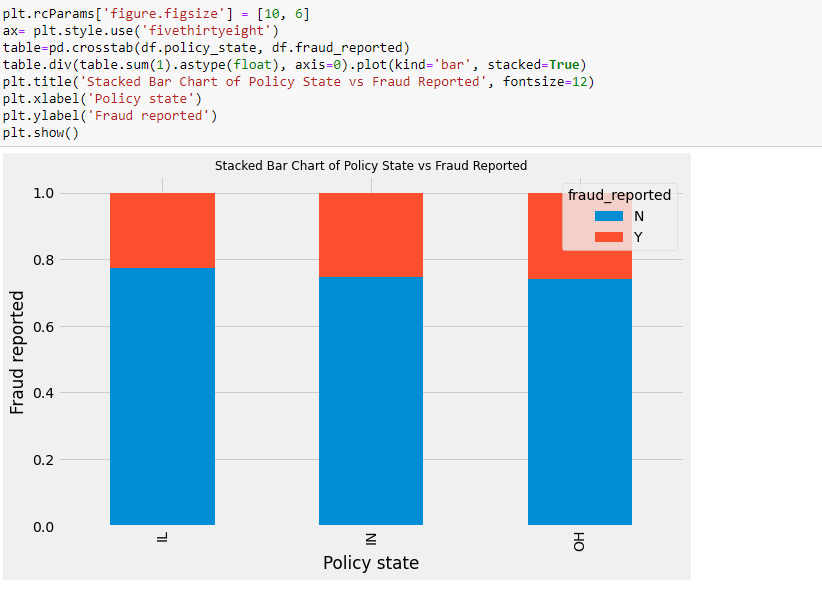 plt.rcParams['figure.figsize'] = [10, 6]
ax= plt.style.use('fivethirtyeight')
table=pd.crosstab(df.policy_state, df.fraud_reported)
table.div(table.sum(1).astype(float), axis=0).plot(kind='bar', stacked=True)
plt.title('Stacked Bar Chart of Policy State vs Fraud Reported', fontsize=12)
plt.xlabel('Policy state')
plt.ylabel('Fraud reported')
plt.show()
Stacked Bar Chart of Policy State vs Fraud Reported
fraud_reported
N
Y
1.0
0.8
0.6
0.4
0.2
0.0
Fraud reported
IL
IN
OH
Policy state